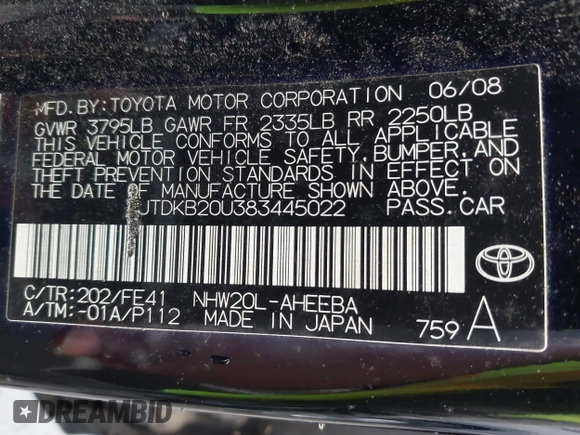 MFD. BY: TOYOTA MOTOR CORPORATION 06/08
GVWR 3795LB GAWR FR 2335LB RR 2250LB
THIS VEHICLE CONFORMS TO ALL APPLICABLE
FEDERAL MOTOR VEHICLE SAFETY, BUMPER, AND
THEFT PREVENTION STANDARDS IN EFFECT ON
THE DATE OF MANUFACTURE SHOWN ABOVE.
JTDKB20U383445022 PASS. CAR
C/TR: 202/FE41 NHW20L-AHEEBA
A/TM: -01A/P112 MADE IN JAPAN 759 A
DREAMBID